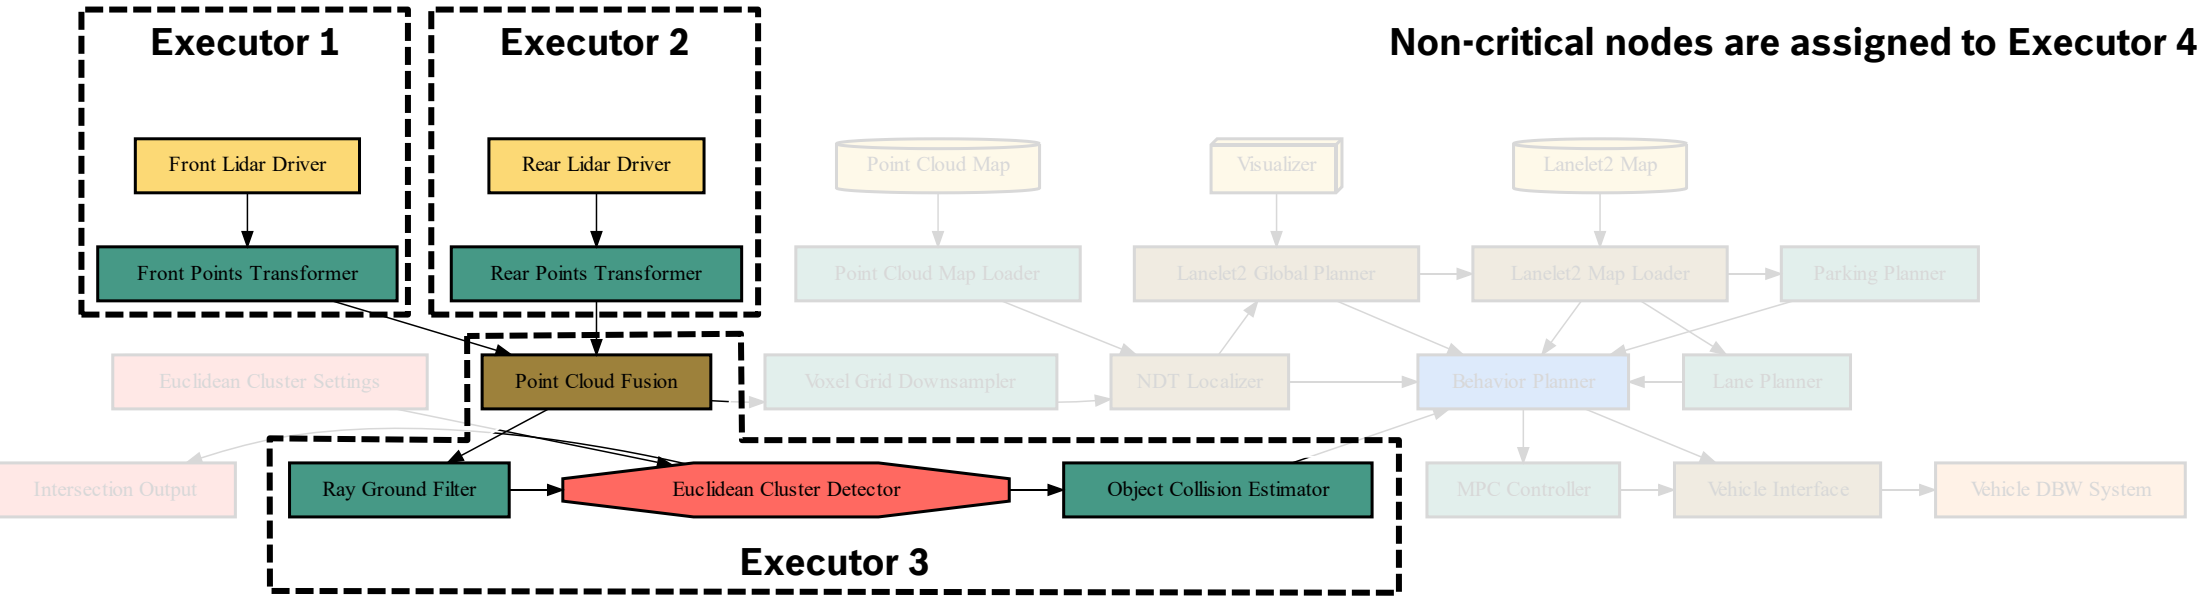 Executor 1
Executor 2
Non-critical nodes are assigned to Executor 4
Front Lidar Driver
Rear Lidar Driver
Point Cloud Map
Visualizer
Lanelet2 Map
Front Points Transformer
Rear Points Transformer
Point Cloud Map Loader
Lanelet2 Global Planner
Lanelet2 Map Loader
Parking Planner
Euclidean Cluster Settings
Point Cloud Fusion
Voxel Grid Downsampler
NDT Localizer
Behavior Planner
Lane Planner
Intersection Output
Ray Ground Filter
Euclidean Cluster Detector
Object Collision Estimator
MPC Controller
Vehicle Interface
Vehicle DBW System
Executor 3